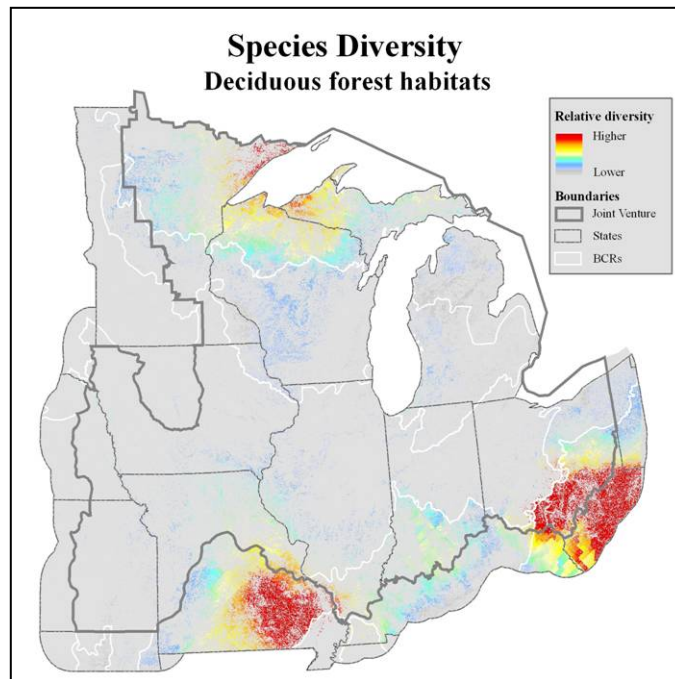 Species Diversity
Deciduous forest habitats
Relative diversity
Higher
Lower
Boundaries
Joint Venture
States
BCRs